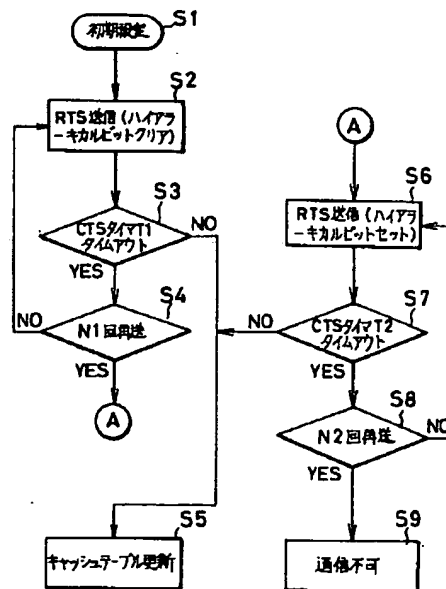 S1
初期設定
S2
RTS送信(ハイアラ
ーキカルビットクリア)
S3
CTSタイマT1
タイムアウト
NO
YES
S4
N1回再送
NO
YES
A
S5
キャッシュテーブル更新
A
S6
RTS送信(ハイアラ
ーキカルビットセット)
S7
CTSタイマT2
タイムアウト
NO
YES
S8
N2回再送
NO
YES
S9
通信不可